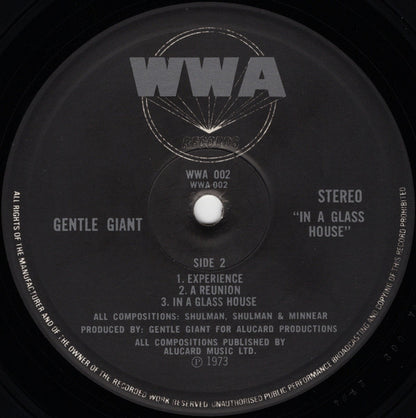 WWA
RECORDS
WWA 002
WWA 002
GENTLE GIANT
STEREO
"IN A GLASS
HOUSE"
SIDE 2
1. EXPERIENCE
2. A REUNION
3. IN A GLASS HOUSE
ALL COMPOSITIONS: SHULMAN, SHULMAN & MINNEAR
PRODUCED BY: GENTLE GIANT FOR ALUCARD PRODUCTIONS
ALL COMPOSITIONS PUBLISHED BY
ALUCARD MUSIC LTD.
Ⓟ 1973
ALL RIGHTS OF THE MANUFACTURER AND OF THE OWNER OF THE RECORDED WORK RESERVED. UNAUTHORISED PUBLIC PERFORMANCE BROADCASTING AND COPYING OF THIS RECORD PROHIBITED